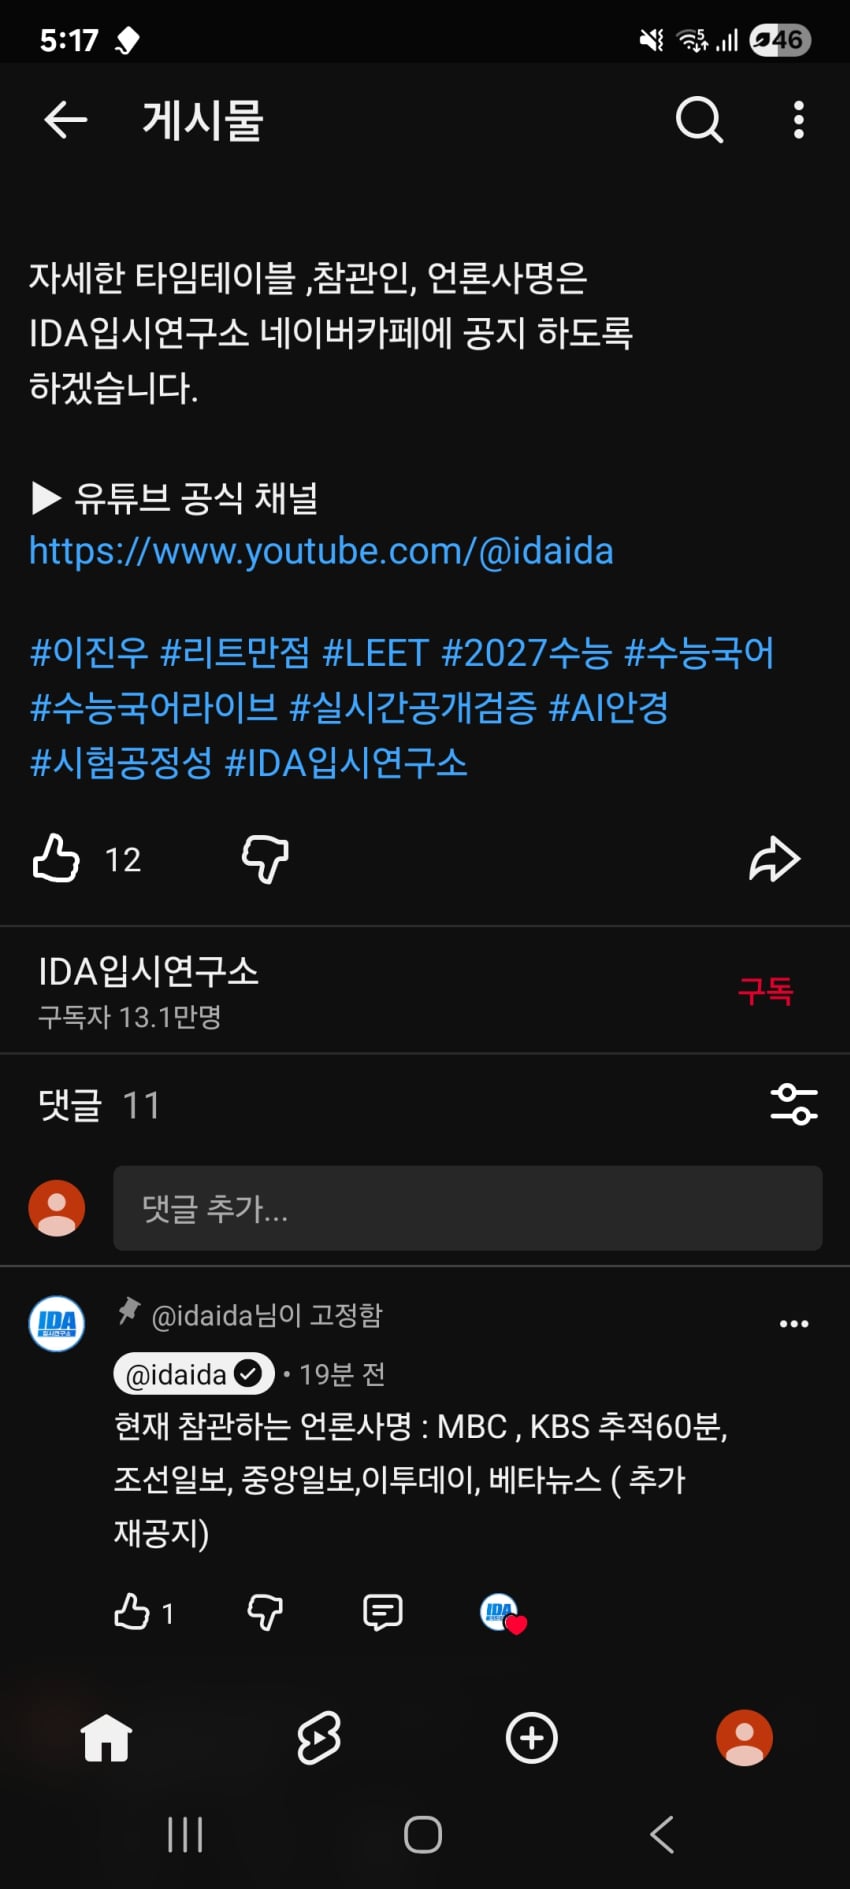 5:17
5
46
게시물
자세한 타임테이블 ,참관인, 언론사명은
IDA입시연구소 네이버카페에 공지 하도록
하겠습니다.
▶ 유튜브 공식 채널
https://www.youtube.com/@idaida
#이진우 #리트만점 #LEET #2027수능 #수능국어
#수능국어라이브 #실시간공개검증 #AI안경
#시험공정성 #IDA입시연구소
12
IDA입시연구소
구독자 13.1만명
구독
댓글 11
댓글 추가...
IDA
입시연구소
@idaida님이 고정함
@idaida • 19분 전
현재 참관하는 언론사명 : MBC , KBS 추적60분,
조선일보, 중앙일보,이투데이, 베타뉴스 ( 추가
재공지)
1
IDA